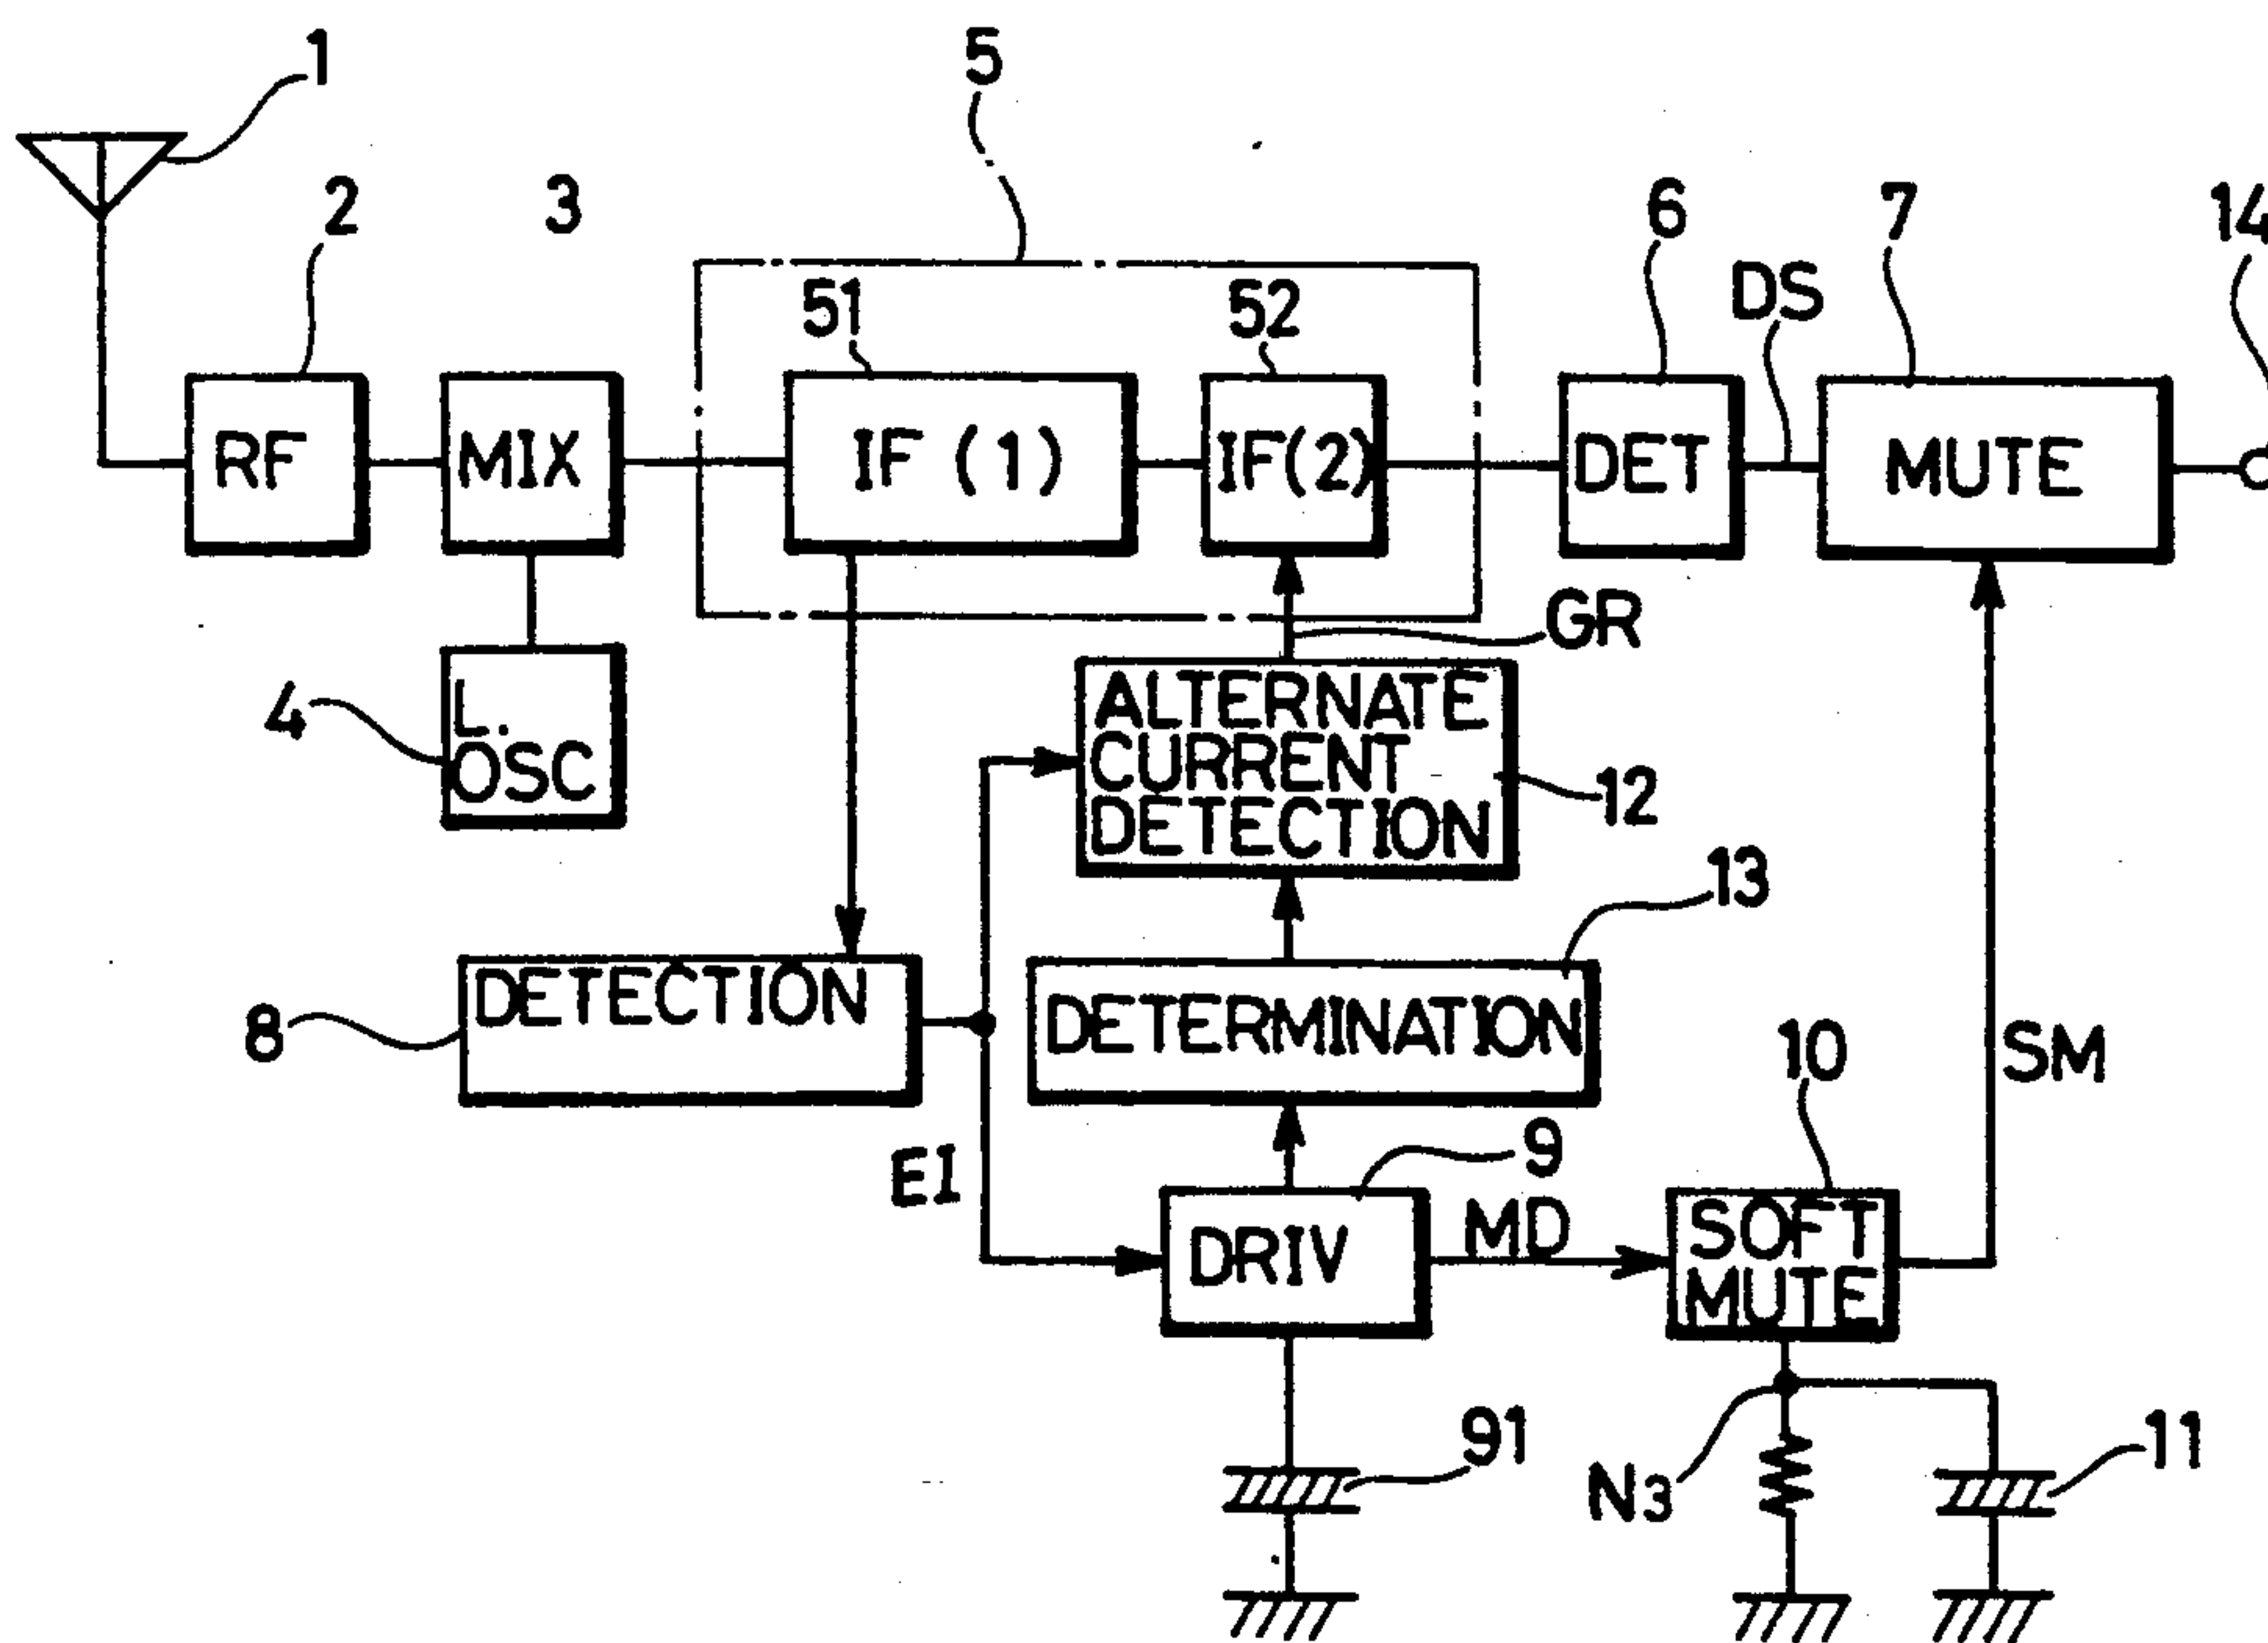 1
5
2
3
6
7
14
51
52
DS
RF
MIX
IF (1)
IF(2)
DET
MUTE
GR
4
L.
OSC
ALTERNATE
CURRENT
DETECTION
12
13
8
DETECTION
DETERMINATION
10
SM
EI
9
DRIV
MD
SOFT
MUTE
91
N3
11